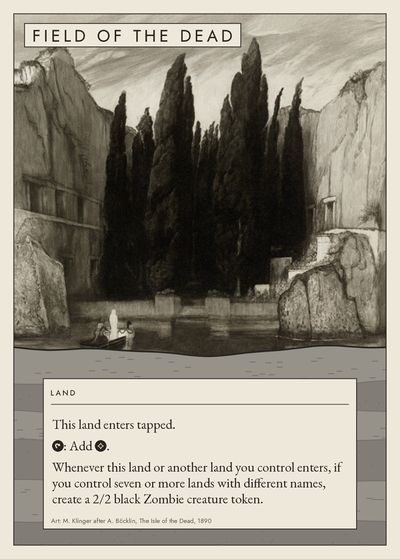 FIELD OF THE DEAD
LAND
This land enters tapped.
: Add .
Whenever this land or another land you control enters, if
you control seven or more lands with different names,
create a 2/2 black Zombie creature token.
Art: M. Klinger after A. Böcklin, The Isle of the Dead, 1890